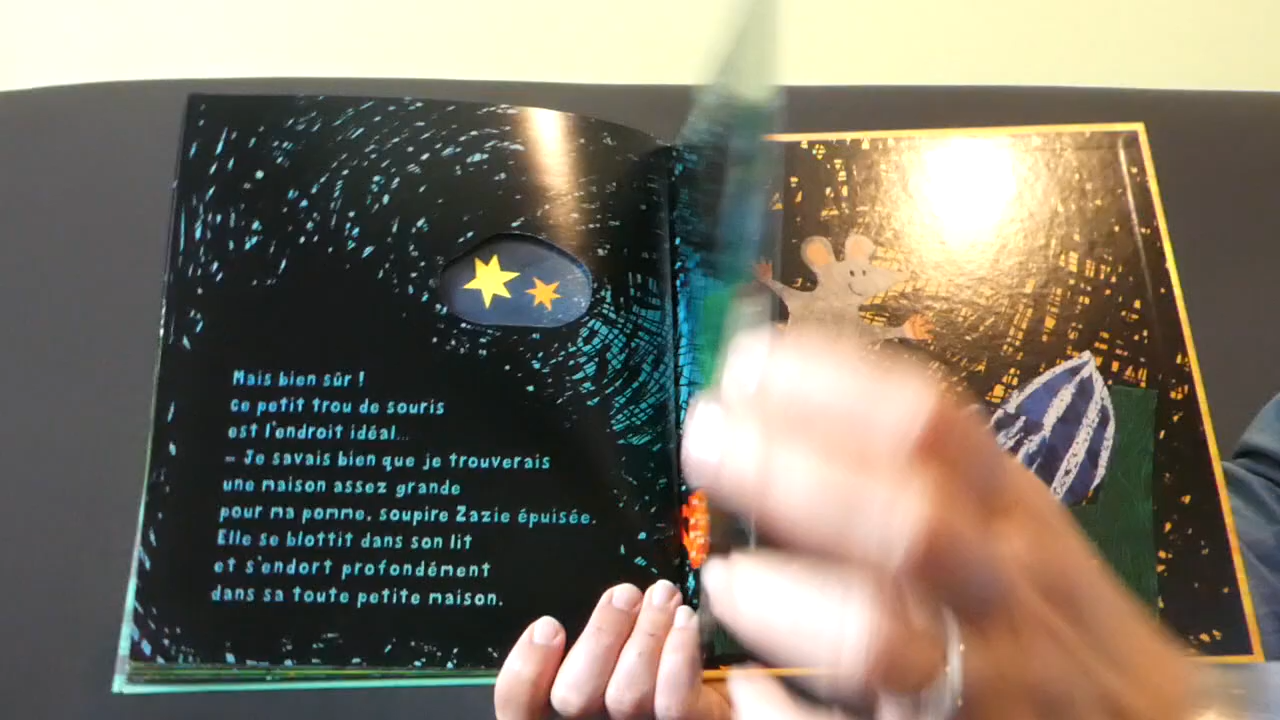 Mais bien sûr !
ce petit trou de souris
est l'endroit idéal...
– Je savais bien que je trouverais
une maison assez grande
pour ma pomme, soupire Zazie épuisée.
Elle se blottit dans son lit
et s'endort profondément
dans sa toute petite maison.